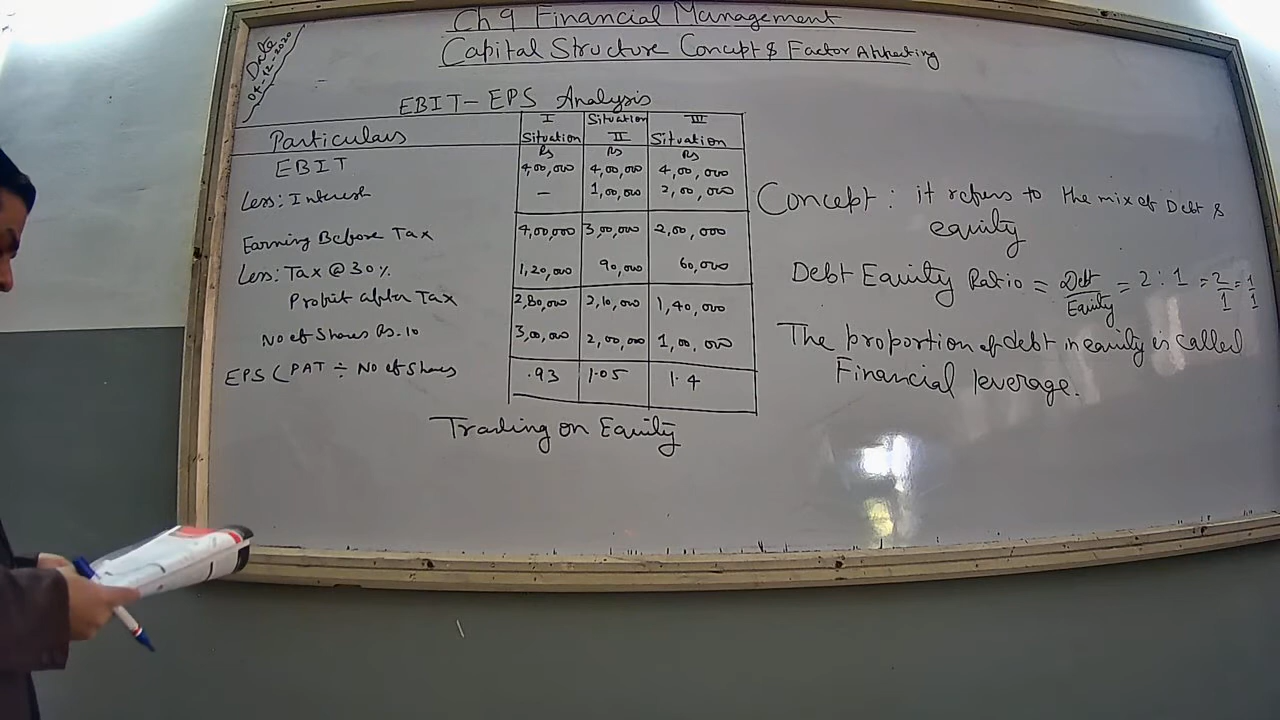 Ch 9 Financial Management
Capital Structure Concept & Factor Affecting
Date
04-12-2020
EBIT - EPS Analysis
Particulars I Situation Situation II III Situation
Rs Rs Rs
EBIT 4,00,000 4,00,000 4,00,000
Less: Interest — 1,00,000 2,00,000
Earning Before Tax 4,00,000 3,00,000 2,00,000
Less: Tax @ 30% 1,20,000 90,000 60,000
Profit after Tax 2,80,000 2,10,000 1,40,000
No of Shares Rs. 10 3,00,000 2,00,000 1,00,000
EPS (PAT ÷ No of Shares .93 1.05 1.4
Trading on Equity
Concept : it refers to the mix of Debt &
equity
Debt Equity Ratio = Debt/Equity = 2 : 1 = 2/1 = 1/1
The proportion of debt in equity is called
Financial leverage.